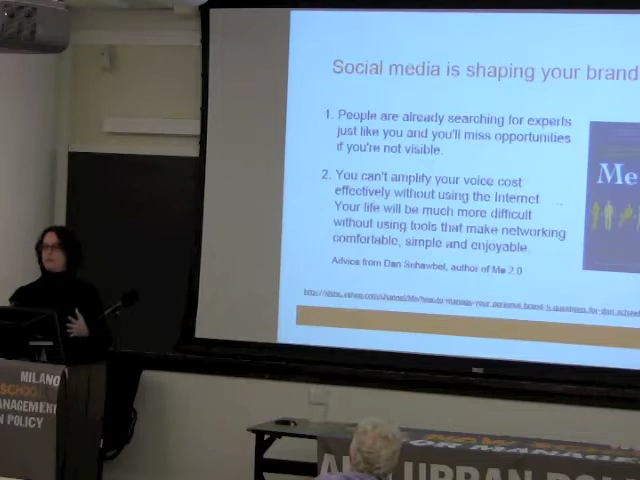 Social media is shaping your brand
1. People are already searching for experts
just like you and you'll miss opportunities
if you're not visible.
2. You can't amplify your voice cost
effectively without using the Internet.
Your life will be much more difficult
without using tools that make networking
comfortable, simple and enjoyable.
Advice from Dan Schawbel, author of Me 2.0
Me
MILANO
SCHOOL
ANAGEMENT
N POLICY
URBAN